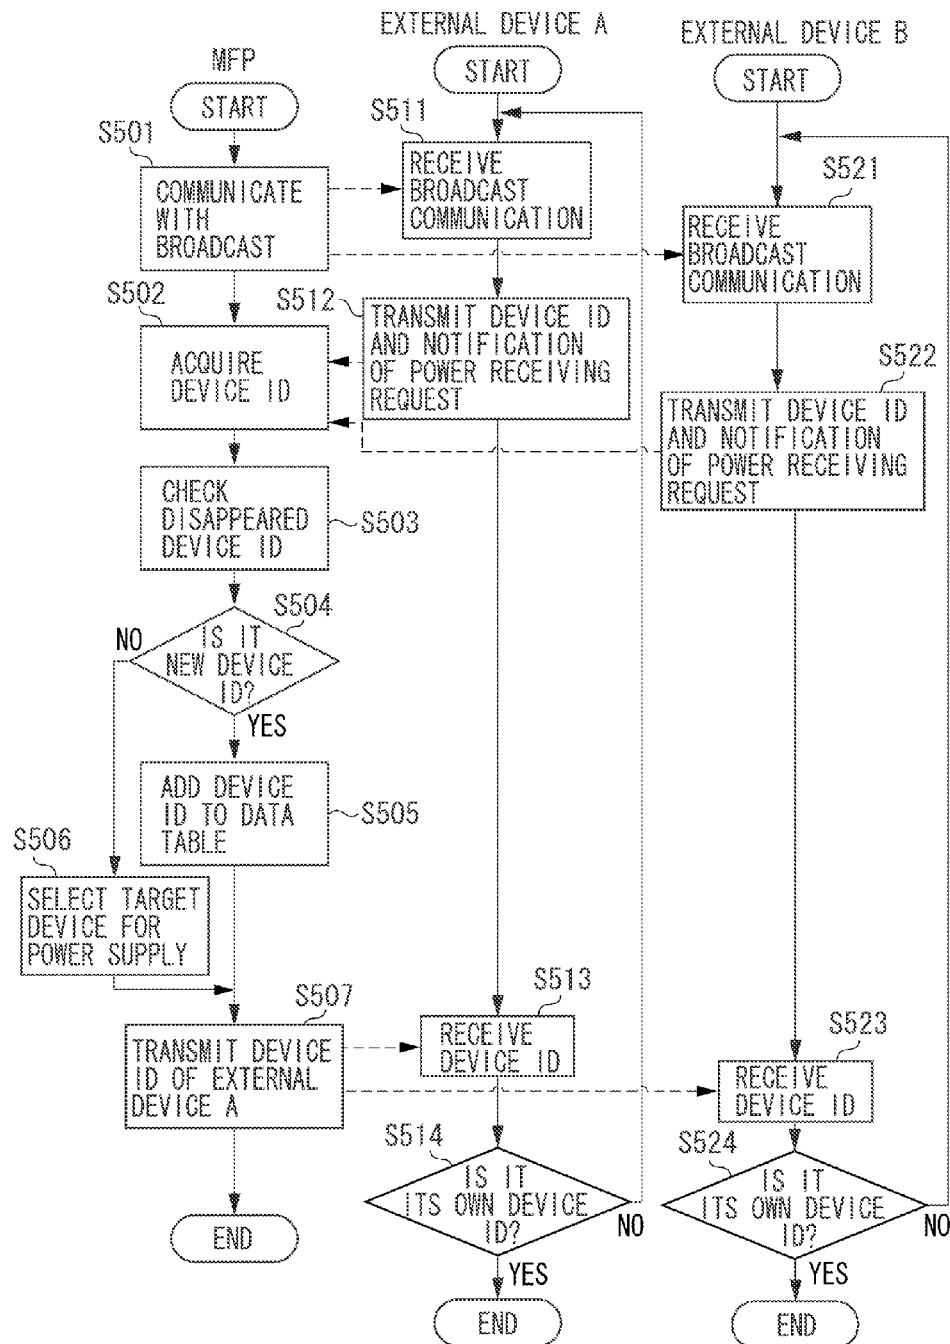 MFP
START
S501
COMMUNICATE
WITH
BROADCAST
S502
ACQUIRE
DEVICE ID
CHECK
DISAPPEARED
DEVICE ID
S503
S504
IS IT
NEW DEVICE
ID?
NO
YES
ADD DEVICE
ID TO DATA
TABLE
S505
S506
SELECT TARGET
DEVICE FOR
POWER SUPPLY
S507
TRANSMIT DEVICE
ID OF EXTERNAL
DEVICE A
END
EXTERNAL DEVICE A
START
S511
RECEIVE
BROADCAST
COMMUNICATION
S512
TRANSMIT DEVICE ID
AND NOTIFICATION
OF POWER RECEIVING
REQUEST
S513
RECEIVE
DEVICE ID
S514
IS IT
ITS OWN DEVICE
ID?
NO
YES
END
EXTERNAL DEVICE B
START
S521
RECEIVE
BROADCAST
COMMUNICATION
S522
TRANSMIT DEVICE ID
AND NOTIFICATION
OF POWER RECEIVING
REQUEST
S523
RECEIVE
DEVICE ID
S524
IS IT
ITS OWN DEVICE
ID?
NO
YES
END